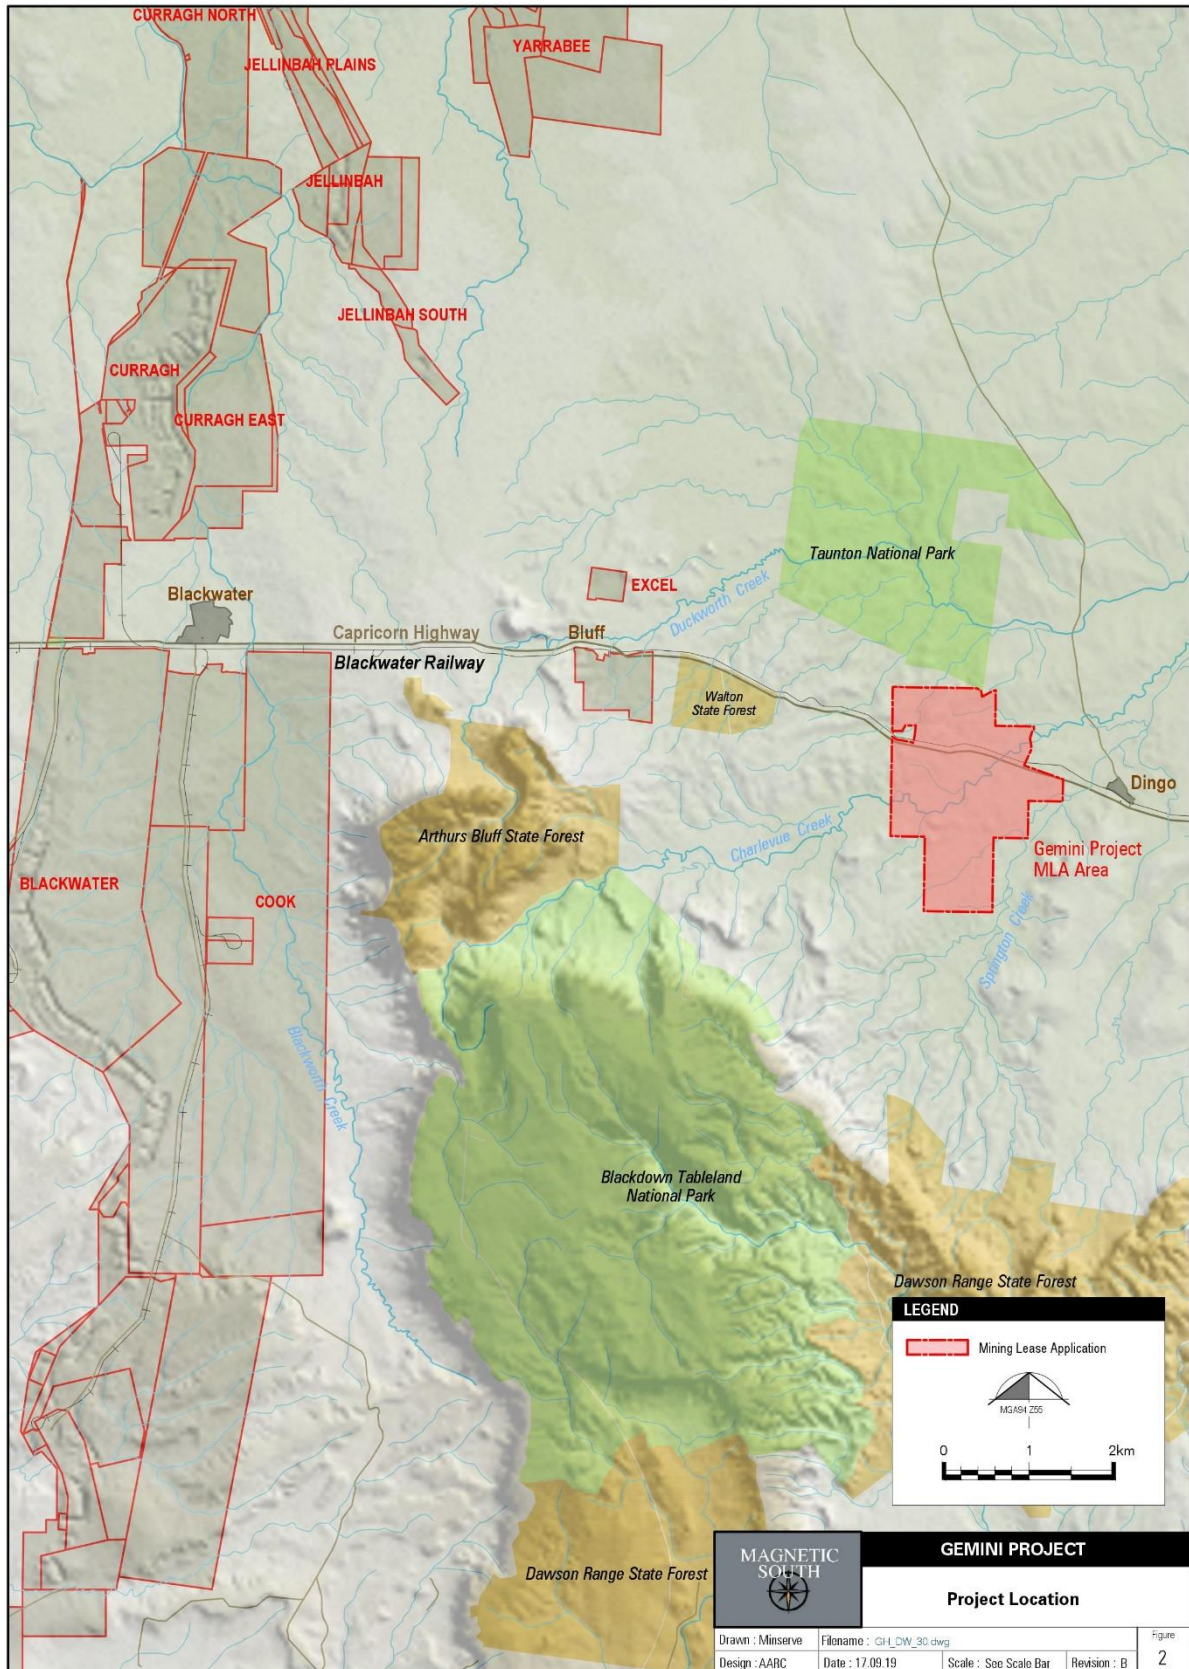 CURRAGH NORTH
YARRABEE
JELLINBAH PLAINS
JELLINBAH
JELLINBAH SOUTH
CURRAGH
CURRAGH EAST
Taunton National Park
EXCEL
Duckworth Creek
Blackwater
Capricorn Highway
Bluff
Blackwater Railway
Walton
State Forest
Dingo
Arthurs Bluff State Forest
Charlevue Creek
Gemini Project
MLA Area
BLACKWATER
COOK
Springton Creek
Blackworth Creek
Blackdown Tableland
National Park
Dawson Range State Forest
LEGEND
Mining Lease Application
MGA94 Z55
0 1 2km
Dawson Range State Forest
MAGNETIC
SOUTH
GEMINI PROJECT
Project Location
Drawn : Minserve
Filename : GH_DW_30.dwg
Figure
2
Design : AARC
Date : 17.09.19
Scale : See Scale Bar
Revision : B